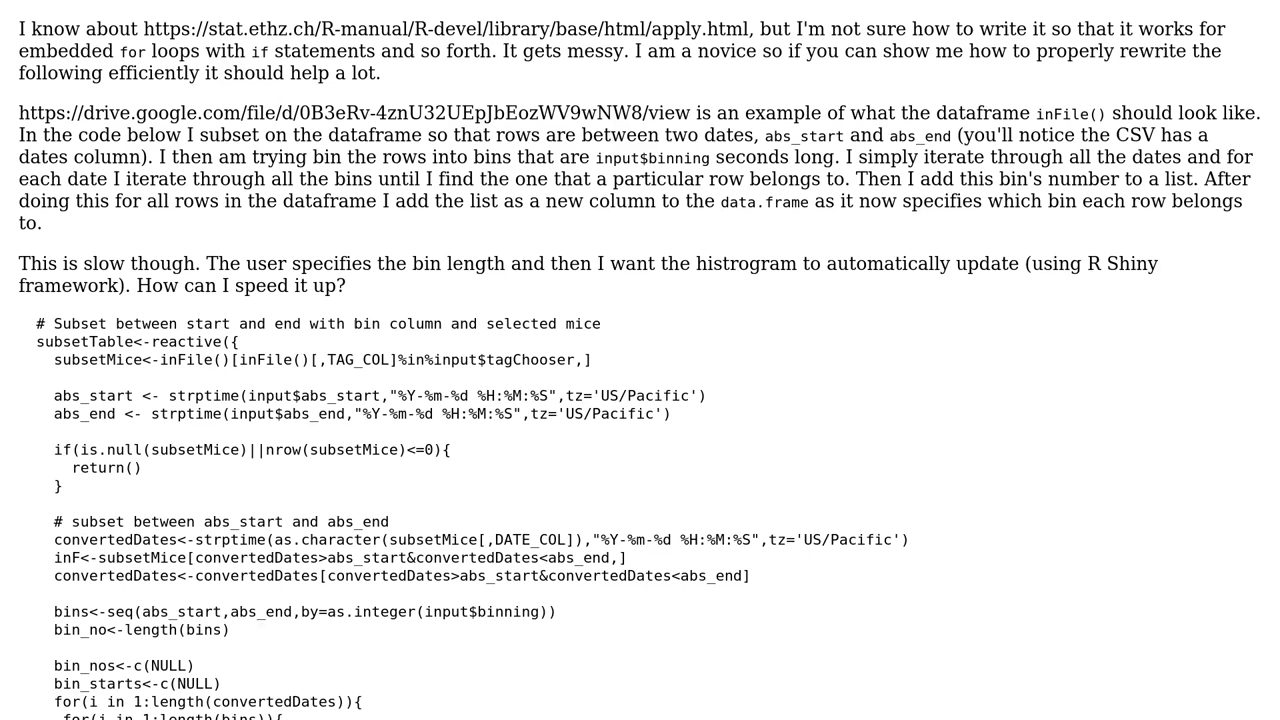 I know about https://stat.ethz.ch/R-manual/R-devel/library/base/html/apply.html, but I'm not sure how to write it so that it works for
embedded for loops with if statements and so forth. It gets messy. I am a novice so if you can show me how to properly rewrite the
following efficiently it should help a lot.
https://drive.google.com/file/d/0B3eRv-4znU32UEpJbEozWV9wNW8/view is an example of what the dataframe inFile() should look like.
In the code below I subset on the dataframe so that rows are between two dates, abs_start and abs_end (you'll notice the CSV has a
dates column). I then am trying bin the rows into bins that are input$binning seconds long. I simply iterate through all the dates and for
each date I iterate through all the bins until I find the one that a particular row belongs to. Then I add this bin's number to a list. After
doing this for all rows in the dataframe I add the list as a new column to the data.frame as it now specifies which bin each row belongs
to.
This is slow though. The user specifies the bin length and then I want the histrogram to automatically update (using R Shiny
framework). How can I speed it up?
# Subset between start and end with bin column and selected mice
subsetTable<-reactive({
subsetMice<-inFile()[inFile()[,TAG_COL]%in%input$tagChooser,]
abs_start <- strptime(input$abs_start,"%Y-%m-%d %H:%M:%S",tz='US/Pacific')
abs_end <- strptime(input$abs_end,"%Y-%m-%d %H:%M:%S",tz='US/Pacific')
if(is.null(subsetMice)||nrow(subsetMice)<=0){
return()
}
# subset between abs_start and abs_end
convertedDates<-strptime(as.character(subsetMice[,DATE_COL]),"%Y-%m-%d %H:%M:%S",tz='US/Pacific')
inF<-subsetMice[convertedDates>abs_start&convertedDates<abs_end,]
convertedDates<-convertedDates[convertedDates>abs_start&convertedDates<abs_end]
bins<-seq(abs_start,abs_end,by=as.integer(input$binning))
bin_no<-length(bins)
bin_nos<-c(NULL)
bin_starts<-c(NULL)
for(i in 1:length(convertedDates)){
in 1:length(bins)){